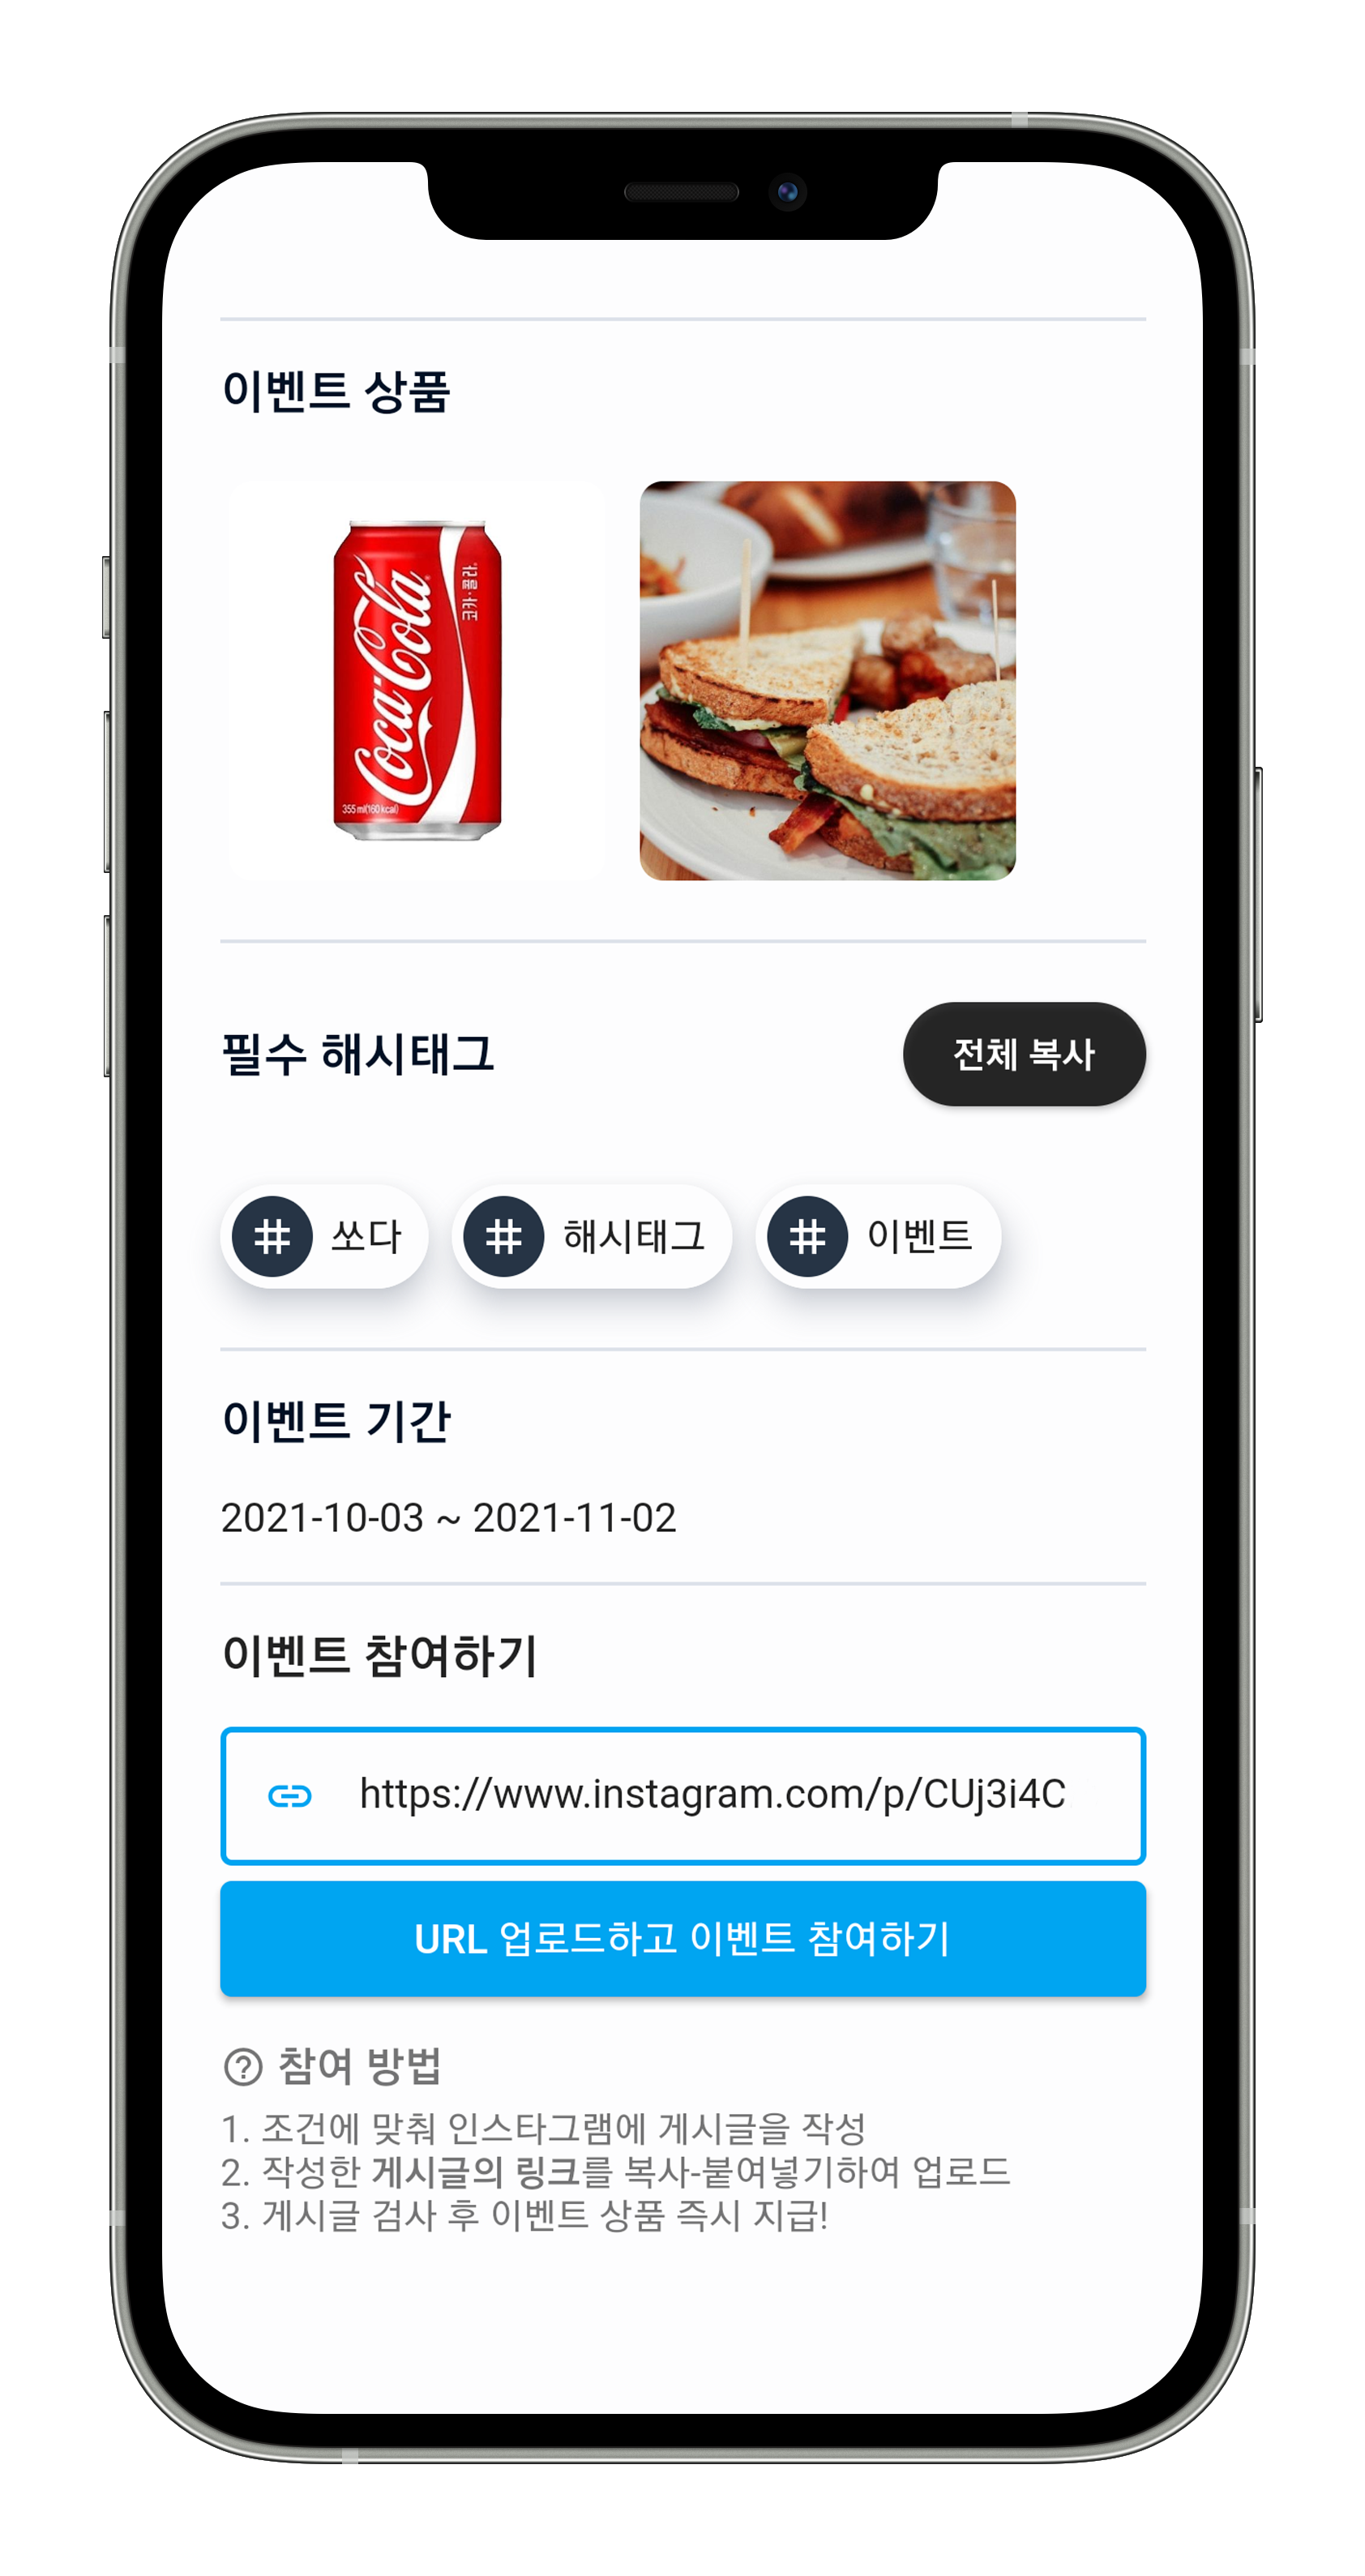 이벤트 상품
Coca-Cola
코카·콜라.
355 ml(160 kcal)
필수 해시태그
전체 복사
# 쏘다
# 해시태그
# 이벤트
이벤트 기간
2021-10-03 ~ 2021-11-02
이벤트 참여하기
https://www.instagram.com/p/CUj3i4C
URL 업로드하고 이벤트 참여하기
참여 방법
1. 조건에 맞춰 인스타그램에 게시글을 작성
2. 작성한 게시글의 링크를 복사-붙여넣기하여 업로드
3. 게시글 검사 후 이벤트 상품 즉시 지급!